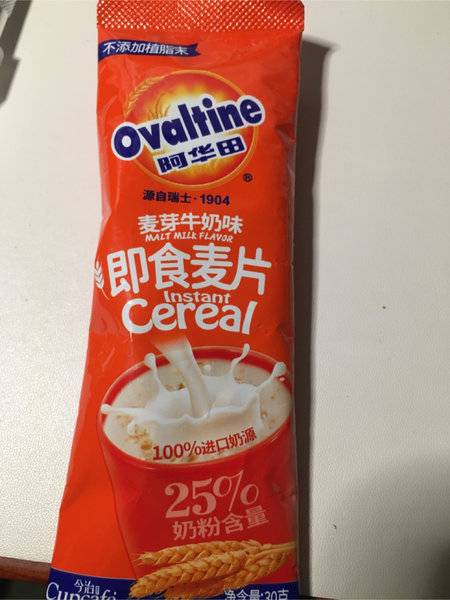 不添加植脂末
Ovaltine
阿华田
®
源自瑞士·1904
麦芽牛奶味
MALT MILK FLAVOR
即食麦片
Instant
Cereal
100%进口奶源
25%
奶粉含量
Cupcafé
净含量:30克